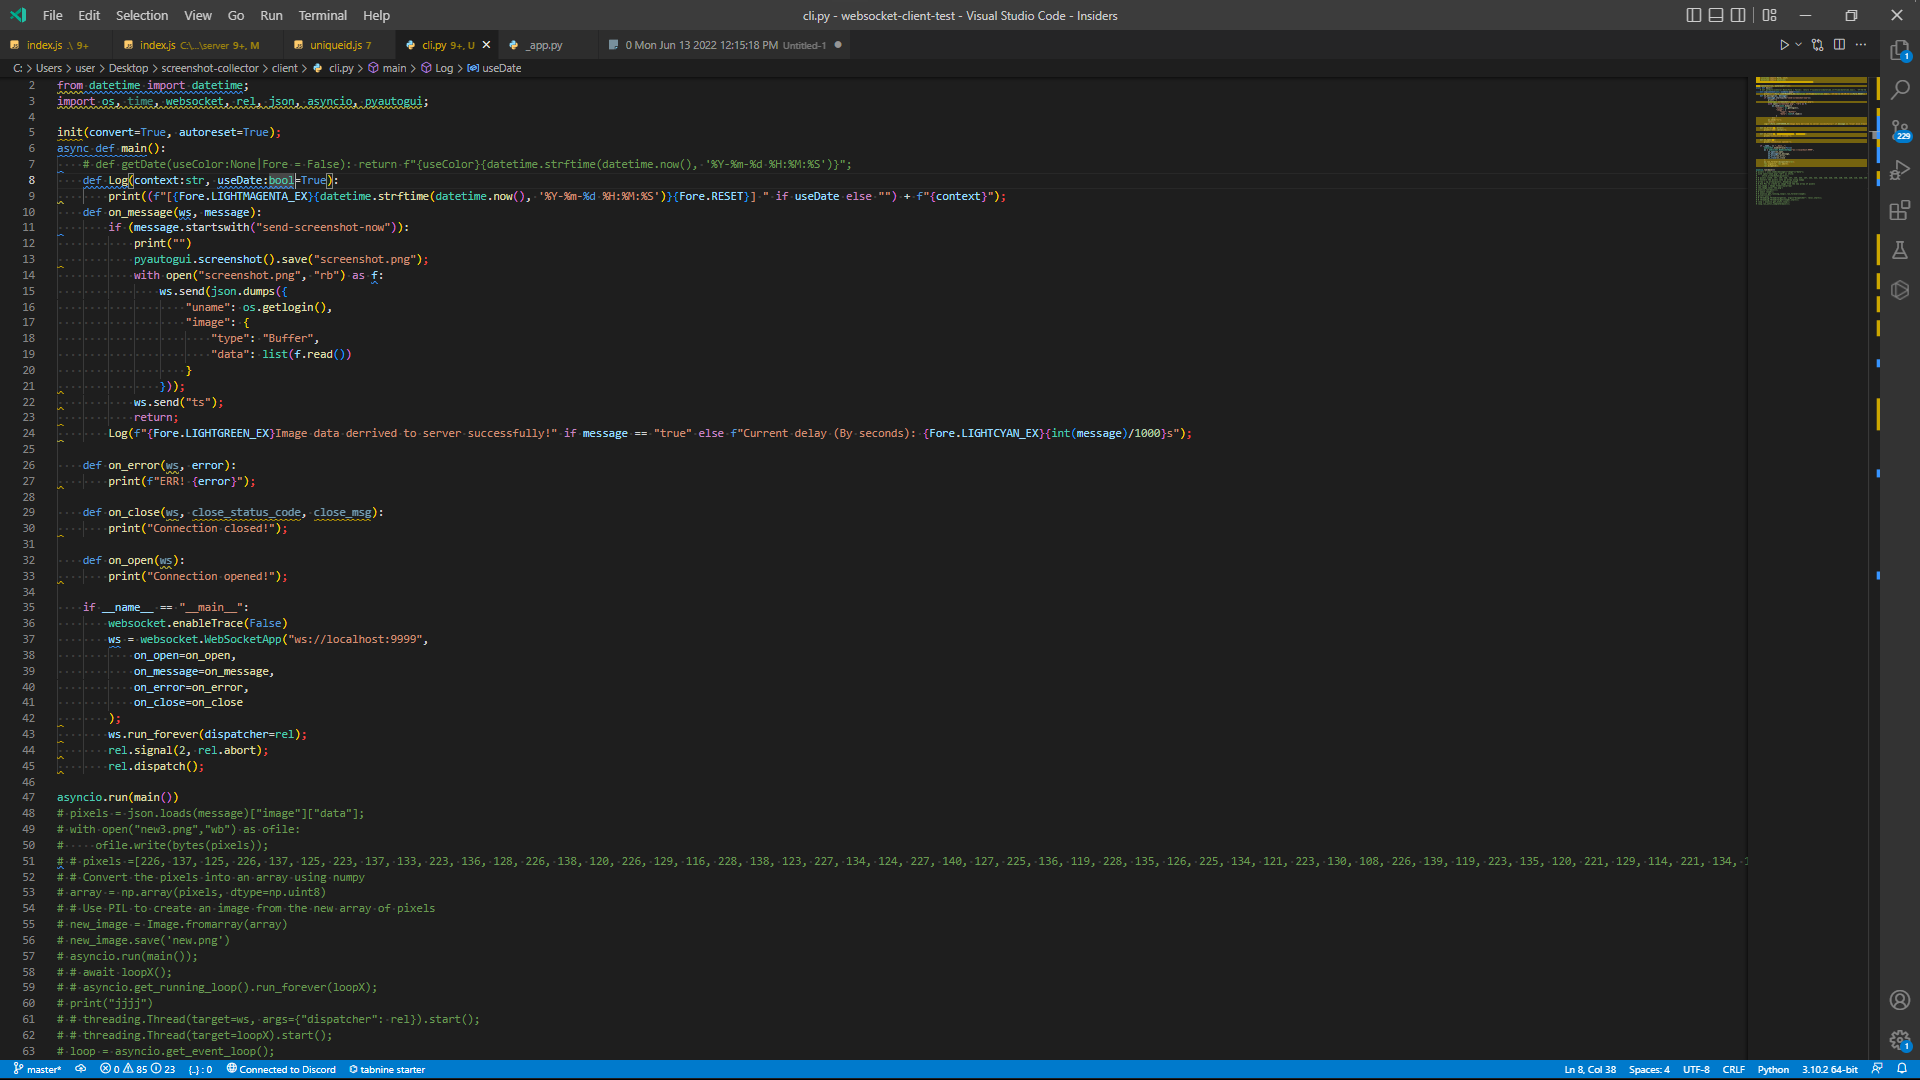 File Edit Selection View Go Run Terminal Help
cli.py - websocket-client-test - Visual Studio Code - Insiders
index.js .\ 9+
index.js C:\...\server 9+, M
uniqueid.js 7
cli.py 9+, U
_app.py
0 Mon Jun 13 2022 12:15:18 PM Untitled-1
C: > Users > user > Desktop > screenshot-collector > client > cli.py > main > Log > useDate
2 from datetime import datetime;
3 import os, time, websocket, rel, json, asyncio, pyautogui;
4
5 init(convert=True, autoreset=True);
6 async def main():
7 # def getDate(useColor:None|Fore = False): return f"{useColor}{datetime.strftime(datetime.now(), '%Y-%m-%d %H:%M:%S')}";
8 def Log(context:str, useDate:bool=True):
9 print((f"[{Fore.LIGHTMAGENTA_EX}{datetime.strftime(datetime.now(), '%Y-%m-%d %H:%M:%S')}{Fore.RESET}] " if useDate else "") + f"{context}");
10 def on_message(ws, message):
11 if (message.startswith("send-screenshot-now")):
12 print("")
13 pyautogui.screenshot().save("screenshot.png");
14 with open("screenshot.png", "rb") as f:
15 ws.send(json.dumps({
16 "uname": os.getlogin(),
17 "image": {
18 "type": "Buffer",
19 "data": list(f.read())
20 }
21 }));
22 ws.send("ts");
23 return;
24 Log(f"{Fore.LIGHTGREEN_EX}Image data derrived to server successfully!" if message == "true" else f"Current delay (By seconds): {Fore.LIGHTCYAN_EX}{int(message)/1000}s");
25
26 def on_error(ws, error):
27 print(f"ERR! {error}");
28
29 def on_close(ws, close_status_code, close_msg):
30 print("Connection closed!");
31
32 def on_open(ws):
33 print("Connection opened!");
34
35 if __name__ == "__main__":
36 websocket.enableTrace(False)
37 ws = websocket.WebSocketApp("ws://localhost:9999",
38 on_open=on_open,
39 on_message=on_message,
40 on_error=on_error,
41 on_close=on_close
42 );
43 ws.run_forever(dispatcher=rel);
44 rel.signal(2, rel.abort);
45 rel.dispatch();
46
47 asyncio.run(main())
48 # pixels = json.loads(message)["image"]["data"];
49 # with open("new3.png","wb") as ofile:
50 # ofile.write(bytes(pixels));
51 # # pixels =[226, 137, 125, 226, 137, 125, 223, 137, 133, 223, 136, 128, 226, 138, 120, 226, 129, 116, 228, 138, 123, 227, 134, 124, 227, 140, 127, 225, 136, 119, 228, 135, 126, 225, 134, 121, 223, 130, 108, 226, 139, 119, 223, 135, 120, 221, 129, 114, 221, 134,
52 # # Convert the pixels into an array using numpy
53 # array = np.array(pixels, dtype=np.uint8)
54 # # Use PIL to create an image from the new array of pixels
55 # new_image = Image.fromarray(array)
56 # new_image.save('new.png')
57 # asyncio.run(main());
58 # # await loopX();
59 # # asyncio.get_running_loop().run_forever(loopX);
60 # print("jjjj")
61 # # threading.Thread(target=ws, args={"dispatcher": rel}).start();
62 # # threading.Thread(target=loopX).start();
63 # loop = asyncio.get_event_loop();
1
229
1
master* 0 85 23 {..} : 0 Connected to Discord tabnine starter
Ln 8, Col 38 Spaces: 4 UTF-8 CRLF Python 3.10.2 64-bit